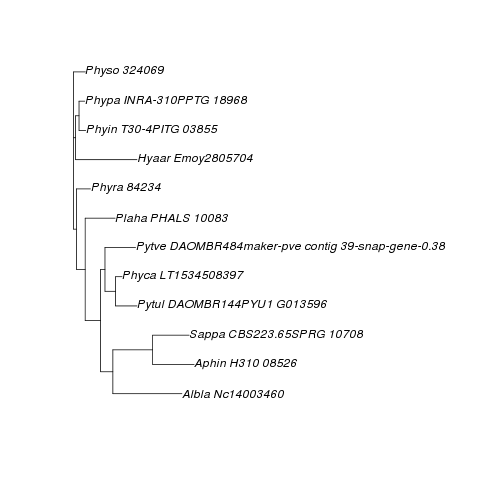 Physo 324069
Phypa INRA-310PPTG 18968
Phyin T30-4PITG 03855
Hyaar Emoy2805704
Phyra 84234
Plaha PHALS 10083
Pytve DAOMBR484maker-pve contig 39-snap-gene-0.38
Phyca LT1534508397
Pytul DAOMBR144PYU1 G013596
Sappa CBS223.65SPRG 10708
Aphin H310 08526
Albla Nc14003460